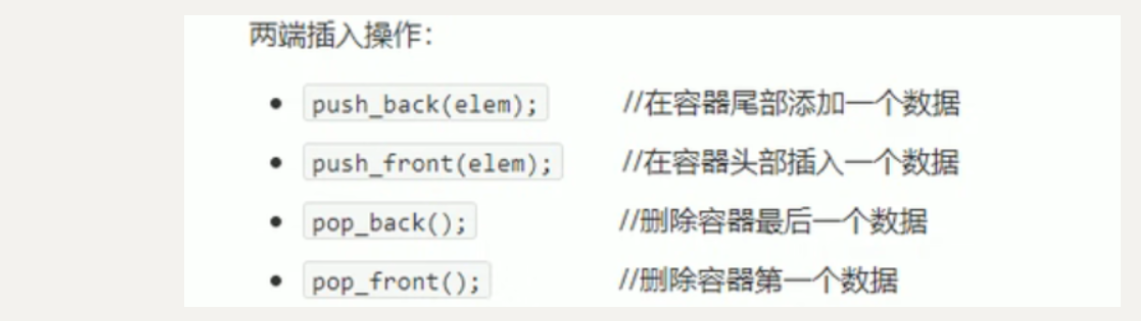 两端插入操作：
push_back(elem); //在容器尾部添加一个数据
push_front(elem); //在容器头部插入一个数据
pop_back(); //删除容器最后一个数据
pop_front(); //删除容器第一个数据